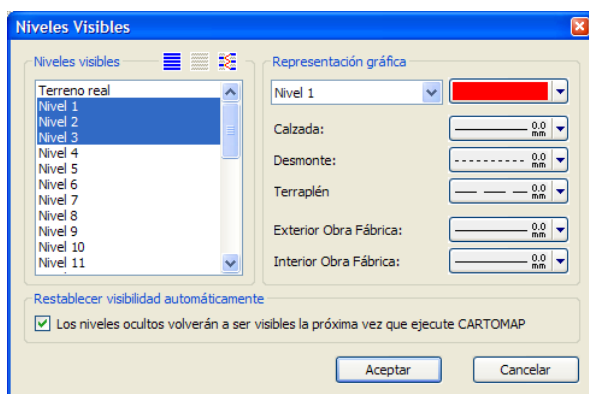 Niveles Visibles
Niveles visibles
Terreno real
Nivel 1
Nivel 2
Nivel 3
Nivel 4
Nivel 5
Nivel 6
Nivel 7
Nivel 8
Nivel 9
Nivel 10
Nivel 11
Representación gráfica
Nivel 1
Calzada: 0.0 mm
Desmonte: 0.0 mm
Terraplén 0.0 mm
Exterior Obra Fábrica: 0.0 mm
Interior Obra Fábrica: 0.0 mm
Restablecer visibilidad automáticamente
Los niveles ocultos volverán a ser visibles la próxima vez que ejecute CARTOMAP
Aceptar Cancelar